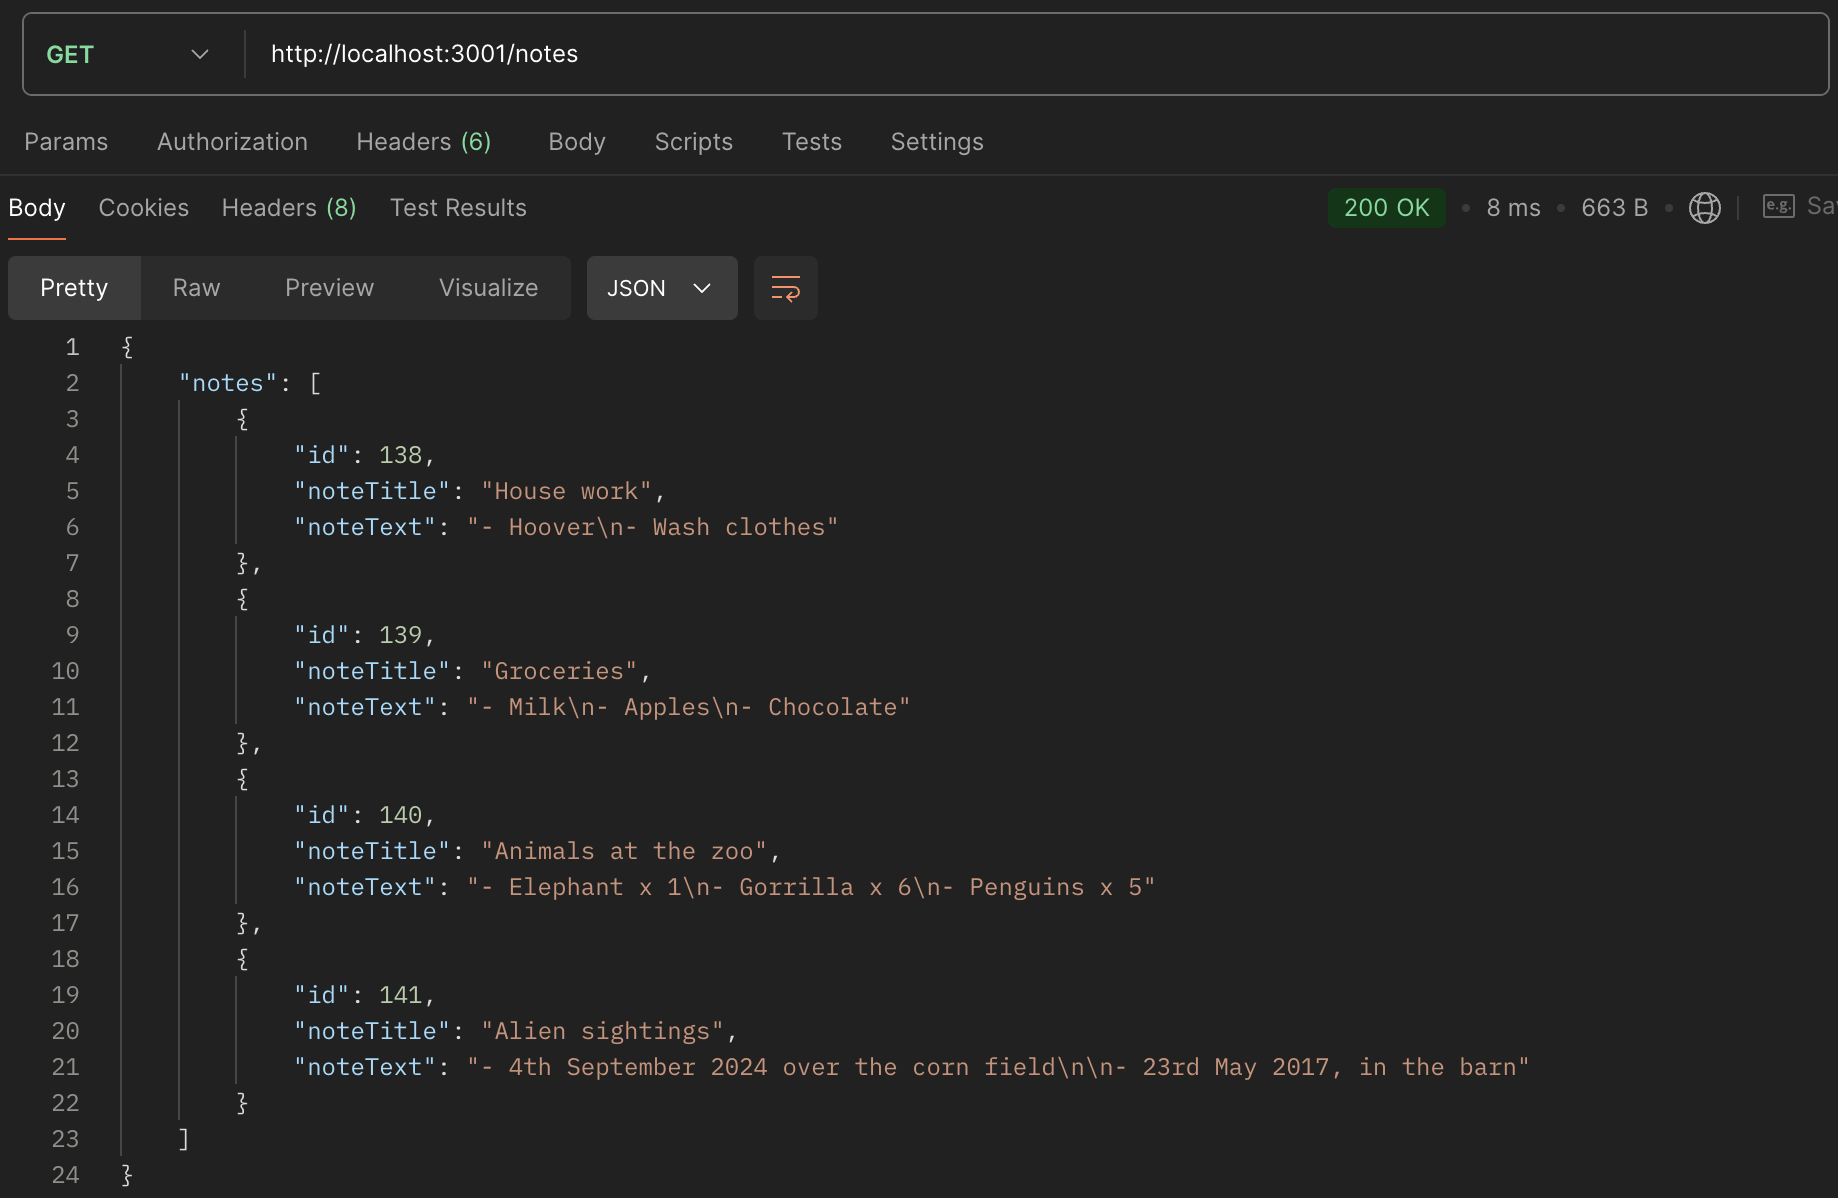 GET http://localhost:3001/notes
Params Authorization Headers (6) Body Scripts Tests Settings
Body Cookies Headers (8) Test Results 200 OK 8 ms 663 B e.g.
Pretty Raw Preview Visualize JSON
1 {
2 "notes": [
3 {
4 "id": 138,
5 "noteTitle": "House work",
6 "noteText": "- Hoover\n- Wash clothes"
7 },
8 {
9 "id": 139,
10 "noteTitle": "Groceries",
11 "noteText": "- Milk\n- Apples\n- Chocolate"
12 },
13 {
14 "id": 140,
15 "noteTitle": "Animals at the zoo",
16 "noteText": "- Elephant x 1\n- Gorrilla x 6\n- Penguins x 5"
17 },
18 {
19 "id": 141,
20 "noteTitle": "Alien sightings",
21 "noteText": "- 4th September 2024 over the corn field\n\n- 23rd May 2017, in the barn"
22 }
23 ]
24 }